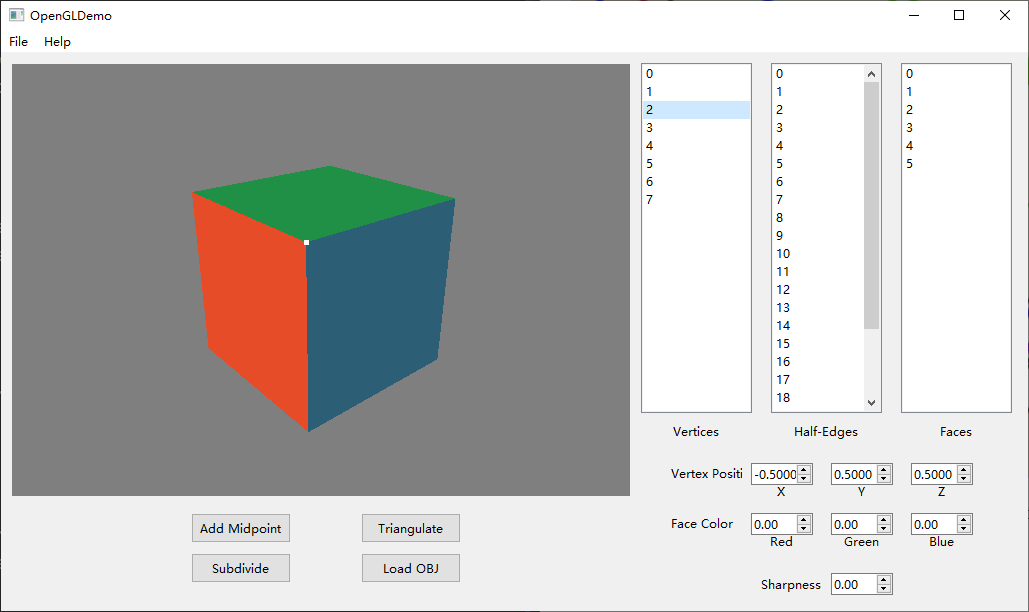 OpenGLDemo
File Help
0
1
2
3
4
5
6
7
Vertices
0
1
2
3
4
5
6
7
8
9
10
11
12
13
14
15
16
17
18
Half-Edges
0
1
2
3
4
5
Faces
Vertex Positi -0.5000 0.5000 0.5000
X Y Z
Face Color 0.00 0.00 0.00
Red Green Blue
Sharpness 0.00
Add Midpoint Triangulate
Subdivide Load OBJ